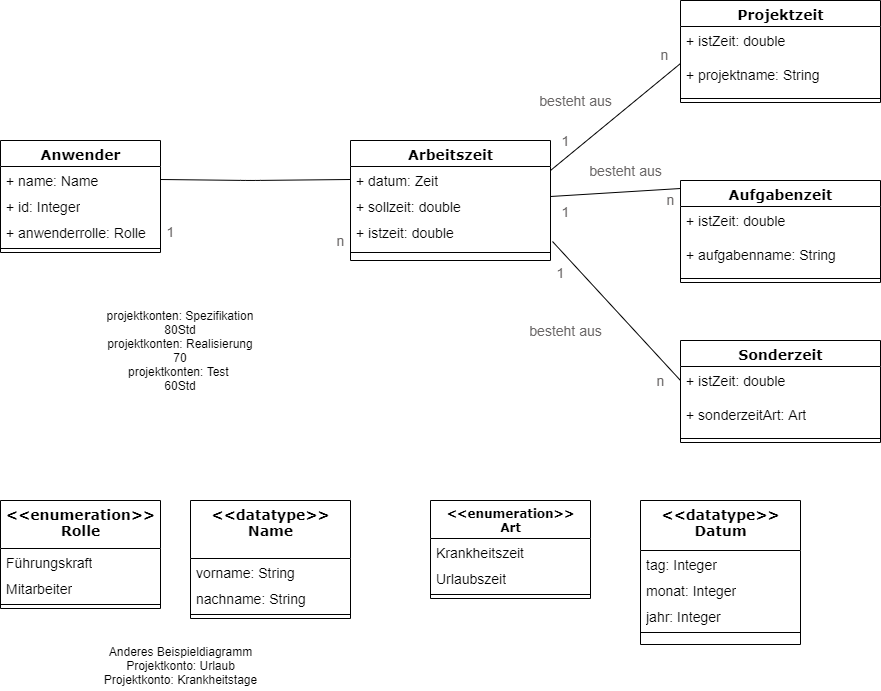 Projektzeit
+ istZeit: double
+ projektname: String
n
besteht aus
1
Anwender
+ name: Name
+ id: Integer
+ anwenderrolle: Rolle
1
Arbeitszeit
+ datum: Zeit
+ sollzeit: double
+ istzeit: double
n
besteht aus
1
n
Aufgabenzeit
+ istZeit: double
+ aufgabenname: String
1
besteht aus
n
Sonderzeit
+ istZeit: double
+ sonderzeitArt: Art
projektkonten: Spezifikation
80Std
projektkonten: Realisierung
70
projektkonten: Test
60Std
<<enumeration>>
Rolle
Führungskraft
Mitarbeiter
<<datatype>>
Name
vorname: String
nachname: String
<<enumeration>>
Art
Krankheitszeit
Urlaubszeit
<<datatype>>
Datum
tag: Integer
monat: Integer
jahr: Integer
Anderes Beispieldiagramm
Projektkonto: Urlaub
Projektkonto: Krankheitstage